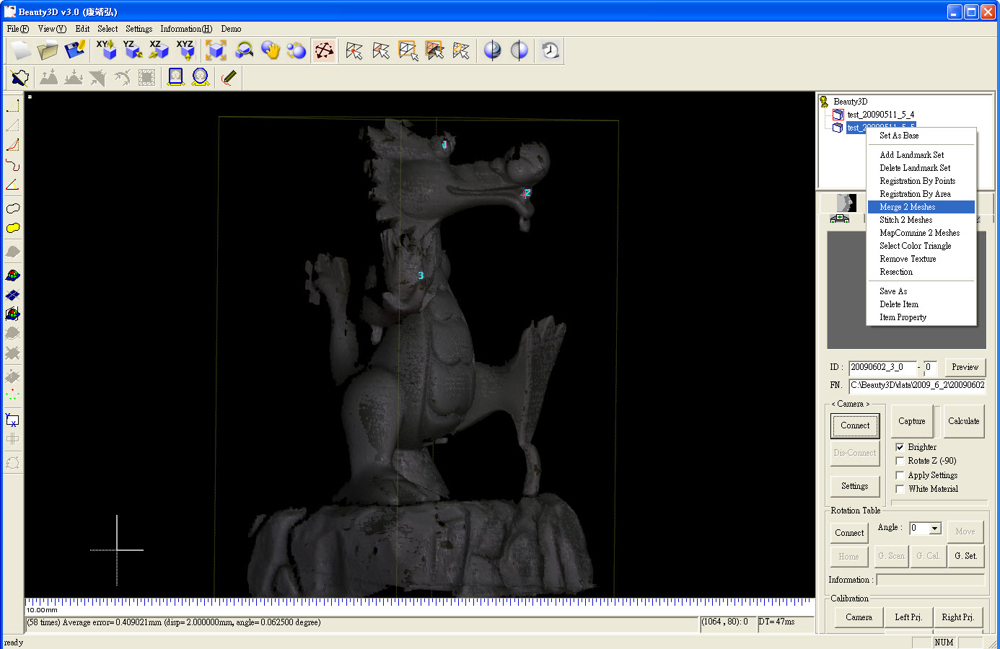 Beauty3D v3.0 (康靖弘)
File(F) View(V) Edit Select Settings Information(H) Demo
XY YZ XZ XYZ
Beauty3D
test_20090511_5_4
test_20090511_5_5
Set As Base
Add Landmark Set
Delete Landmark Set
Registration By Points
Registration By Area
Merge 2 Meshes
Stitch 2 Meshes
MapComnine 2 Meshes
Select Color Triangle
Remove Texture
Resection
Save As
Delete Item
Item Property
1
2
3
ID : 20090602_3_0 - 0 Preview
FN. C:\Beauty3D\data\2009_6_2\20090602
< Camera >
Connect Capture Calculate
Dis-Connect
Settings
Brighter
Rotate Z (-90)
Apply Settings
White Material
Rotation Table
Connect Angle : 0 Move
Home G. Scan G. Cal. G. Set.
Information :
Calibration
Camera Left Prj. Right Prj.
Y
X
10.00mm
(58 times) Average error= 0.409021mm (disp= 2.000000mm, angle= 0.062500 degree)
(1064 , 80): 0 DT= 47ms
ready NUM